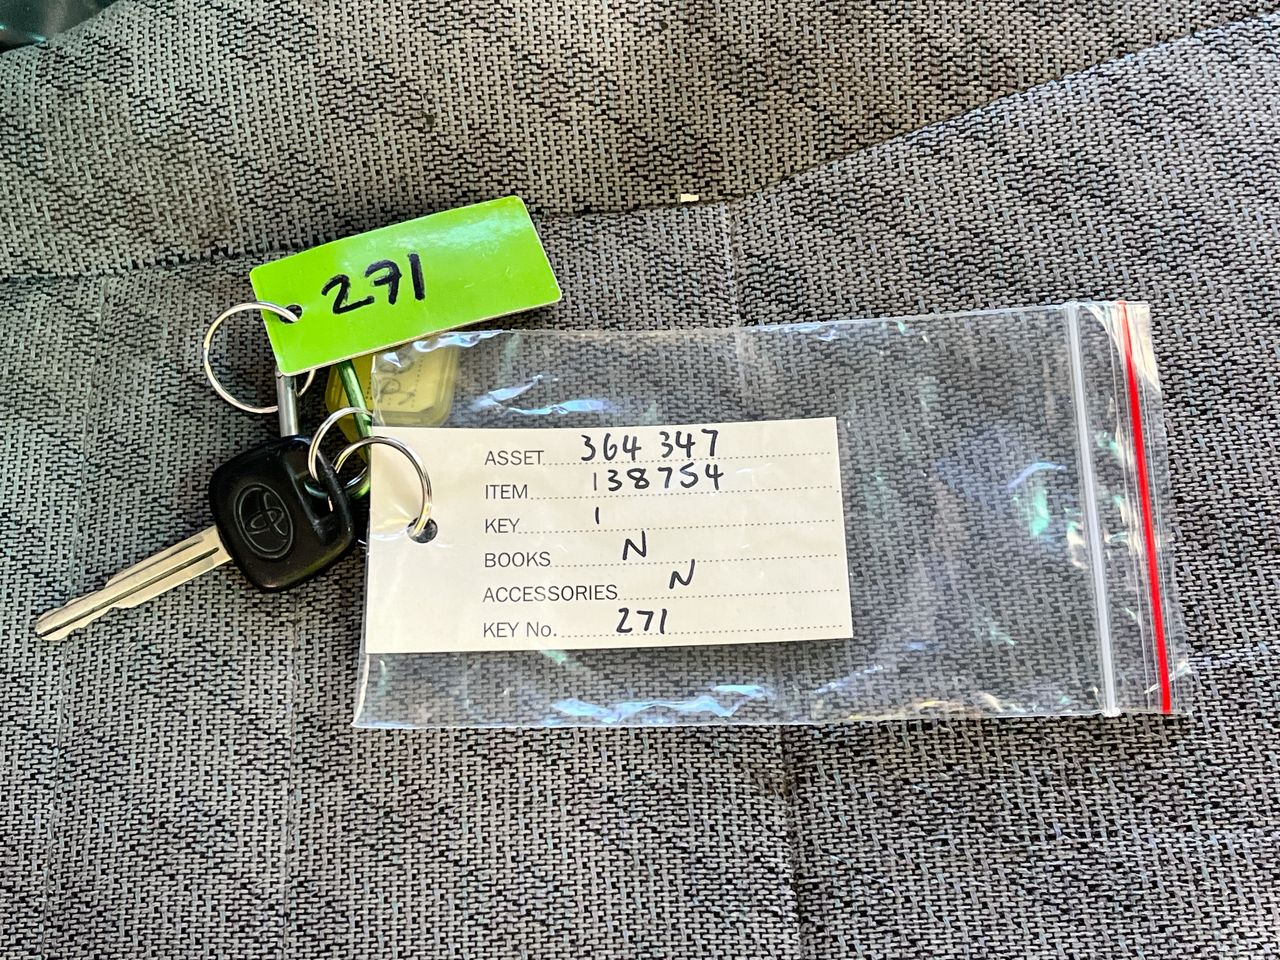 271
ASSET 364 347
ITEM 138754
KEY 1
BOOKS N
ACCESSORIES N
KEY No. 271